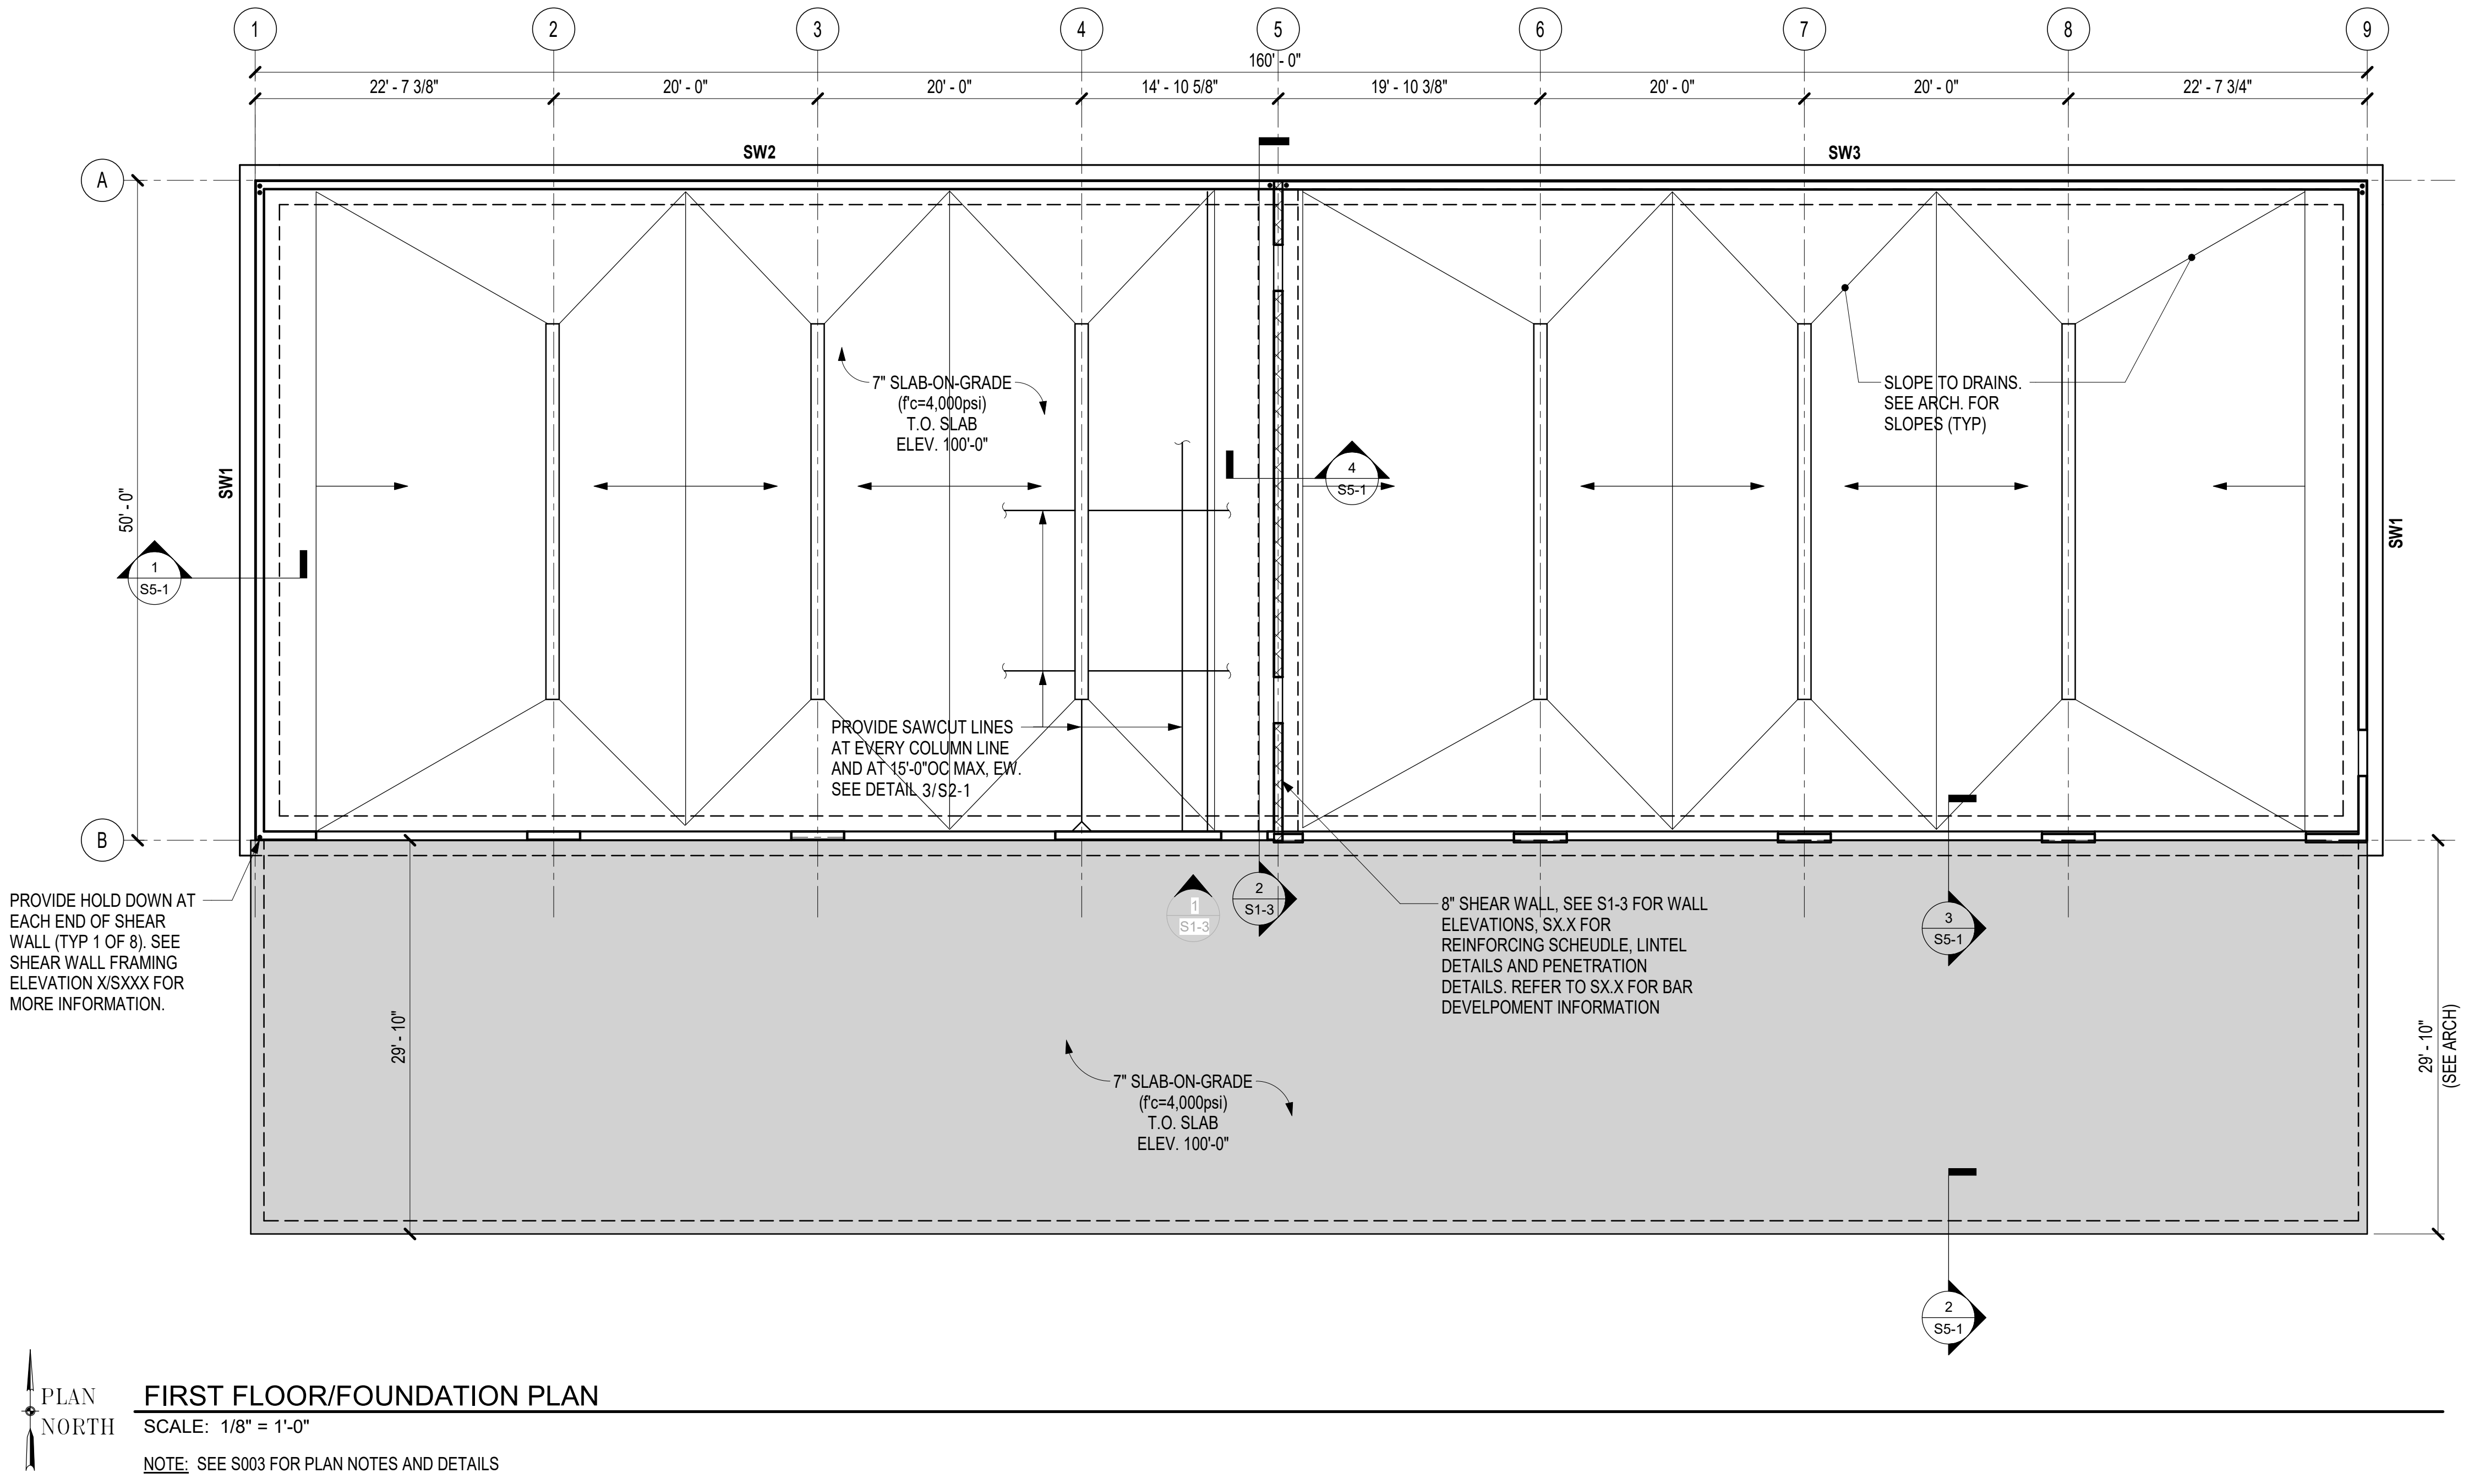 1 2 3 4 5 6 7 8 9
160' - 0"
22' - 7 3/8" 20' - 0" 20' - 0" 14' - 10 5/8" 19' - 10 3/8" 20' - 0" 20' - 0" 22' - 7 3/4"
SW2
SW3
A
7" SLAB-ON-GRADE
(f'c=4,000psi)
T.O. SLAB
ELEV. 100'-0"
SLOPE TO DRAINS.
SEE ARCH. FOR
SLOPES (TYP)
SW1
50' - 0"
4
S5-1
SW1
1
S5-1
PROVIDE SAWCUT LINES
AT EVERY COLUMN LINE
AND AT 15'-0"OC MAX, EW.
SEE DETAIL 3/S2-1
B
PROVIDE HOLD DOWN AT
EACH END OF SHEAR
WALL (TYP 1 OF 8). SEE
SHEAR WALL FRAMING
ELEVATION X/SXXX FOR
MORE INFORMATION.
1
S1-3
2
S1-3
8" SHEAR WALL, SEE S1-3 FOR WALL
ELEVATIONS, SX.X FOR
REINFORCING SCHEUDLE, LINTEL
DETAILS AND PENETRATION
DETAILS. REFER TO SX.X FOR BAR
DEVELPOMENT INFORMATION
3
S5-1
29' - 10"
29' - 10"
(SEE ARCH)
7" SLAB-ON-GRADE
(f'c=4,000psi)
T.O. SLAB
ELEV. 100'-0"
2
S5-1
PLAN
NORTH
FIRST FLOOR/FOUNDATION PLAN
SCALE: 1/8" = 1'-0"
NOTE: SEE S003 FOR PLAN NOTES AND DETAILS